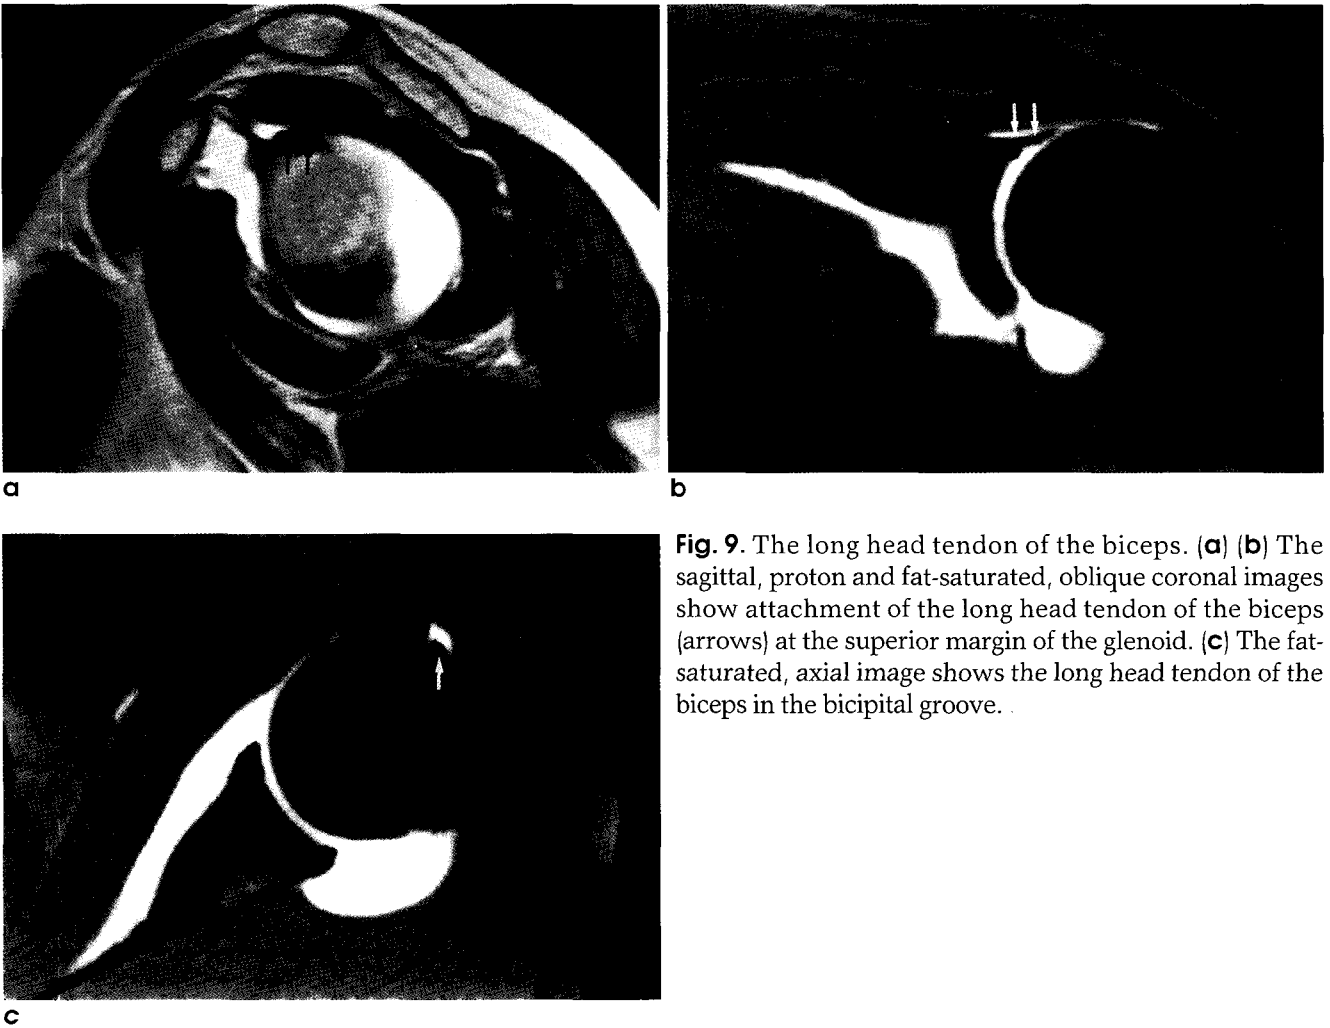 a
b
Fig. 9. The long head tendon of the biceps. (a) (b) The
sagittal, proton and fat-saturated, oblique coronal images
show attachment of the long head tendon of the biceps
(arrows) at the superior margin of the glenoid. (c) The fat-
saturated, axial image shows the long head tendon of the
biceps in the bicipital groove.
c